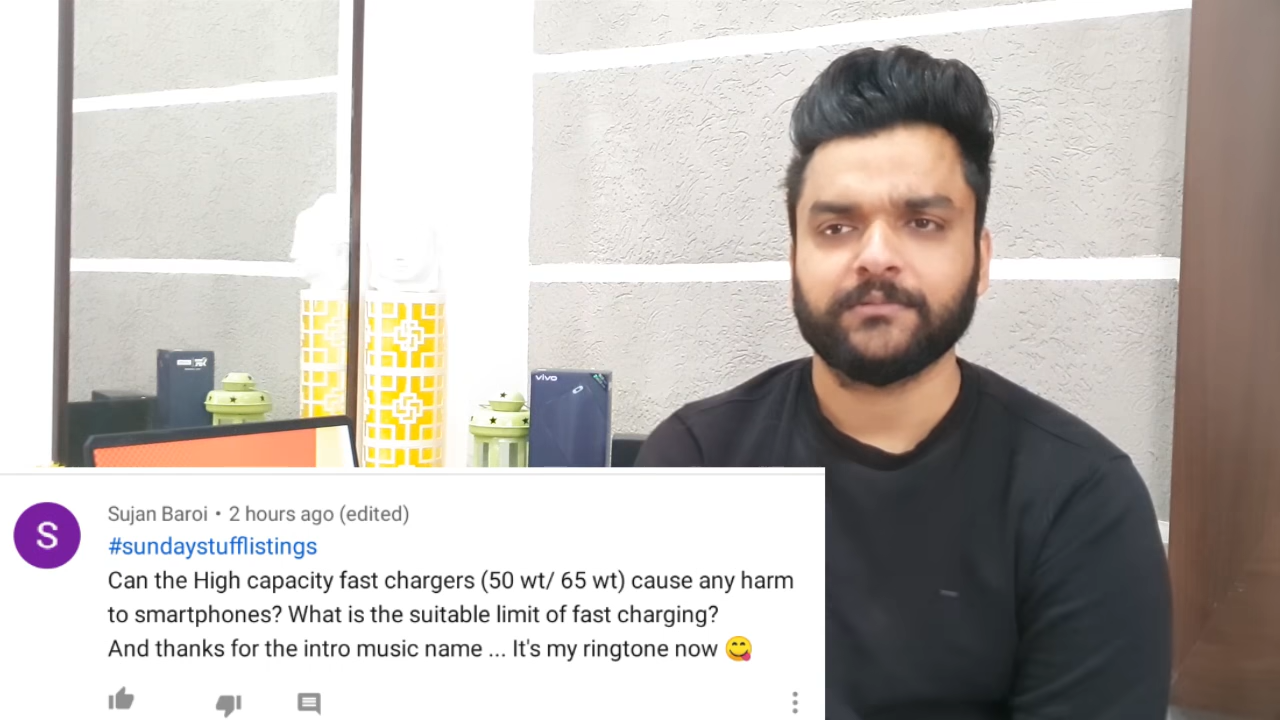 vivo
S
Sujan Baroi • 2 hours ago (edited)
#sundaystufflistings
Can the High capacity fast chargers (50 wt/ 65 wt) cause any harm
to smartphones? What is the suitable limit of fast charging?
And thanks for the intro music name ... It's my ringtone now 😋